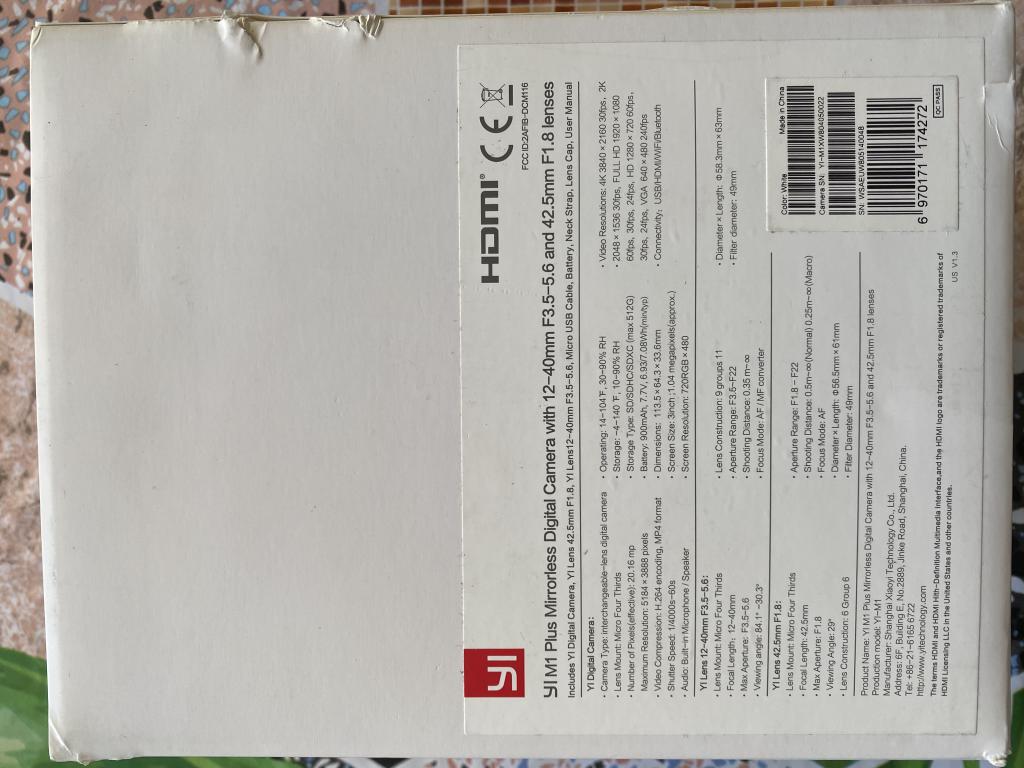 YI
HDMI®
CE
FCC ID:2AFIB-DCM116
YI M1 Plus Mirrorless Digital Camera with 12-40mm F3.5-5.6 and 42.5mm F1.8 lenses
Includes YI Digital Camera, YI Lens 42.5mm F1.8, YI Lens12-40mm F3.5-5.6, Micro USB Cable, Battery, Neck Strap, Lens Cap, User Manual
YI Digital Camera:
· Camera Type: interchangeable-lens digital camera
· Lens Mount: Micro Four Thirds
· Number of Pixels(effective): 20.16 mp
Maximum Resolution: 5184 × 3888 pixels
· Video Compression: H.264 encoding, MP4 format
· Shutter Speed: 1/4000s-60s
· Audio: Built-in Microphone / Speaker
· Operating: 14-104°F, 30-90% RH
· Storage: -4-140°F, 10-90% RH
· Storage Type: SD/SDHC/SDXC (max 512G)
· Battery: 900mAh, 7.7V, 6.93/7.08Wh(min/typ)
· Dimensions: 113.5 × 64.3 × 33.6mm
· Screen Size: 3inch ;1.04 megapixels(approx.)
· Screen Resolution: 720RGB × 480
· Video Resolutions: 4K 3840 × 2160 30fps, 2K
· 2048 × 1536 30fps, FULL HD 1920 × 1080
60fps, 30fps, 24fps, HD 1280 × 720 60fps,
30fps, 24fps, VGA 640 × 480 240fps
· Connectivity: USB/HDMI/WiFi/Bluetooth
YI Lens 12-40mm F3.5-5.6:
· Lens Mount: Micro Four Thirds
· Focal Length: 12-40mm
· Max Aperture: F3.5-5.6
· Viewing angle: 84.1° -30.3°
· Lens Construction: 9 groups 11
· Aperture Range: F3.5-F22
· Shooting Distance: 0.35 m-∞
· Focus Mode: AF / MF converter
· Diameter × Length: Φ58.3mm × 63mm
· Filter diameter: 49mm
YI Lens 42.5mm F1.8:
· Lens Mount: Micro Four Thirds
· Focal Length: 42.5mm
· Max Aperture: F1.8
· Viewing Angle: 29°
· Lens Construction: 6 Group 6
· Aperture Range: F1.8 - F22
· Shooting Distance: 0.5m-∞(Normal) 0.25m-∞(Macro)
· Focus Mode: AF
· Diameter × Length: Φ56.5mm × 61mm
· Filter Diameter: 49mm
Color: White
Made in China
Camera SN: YI-M1XW804050022
SN: WSAEUW805140048
6 970171 174272
QC PASS
Product Name: YI M1 Plus Mirrorless Digital Camera with 12-40mm F3.5-5.6 and 42.5mm F1.8 lenses
Production model: YI-M1
Manufacturer: Shanghai Xiaoyi Technology Co., Ltd.
Address: 6F, Building E, No.2889, Jinke Road, Shanghai, China.
Tel: +86-21-6165 6722
http://www.yitechnology.com
The terms HDMI and HDMI Hith-Definition Multimedia Interface,and the HDMI logo are trademarks or registered trademarks of
HDMI Licensing LLC in the United States and other countries.
US V1.3